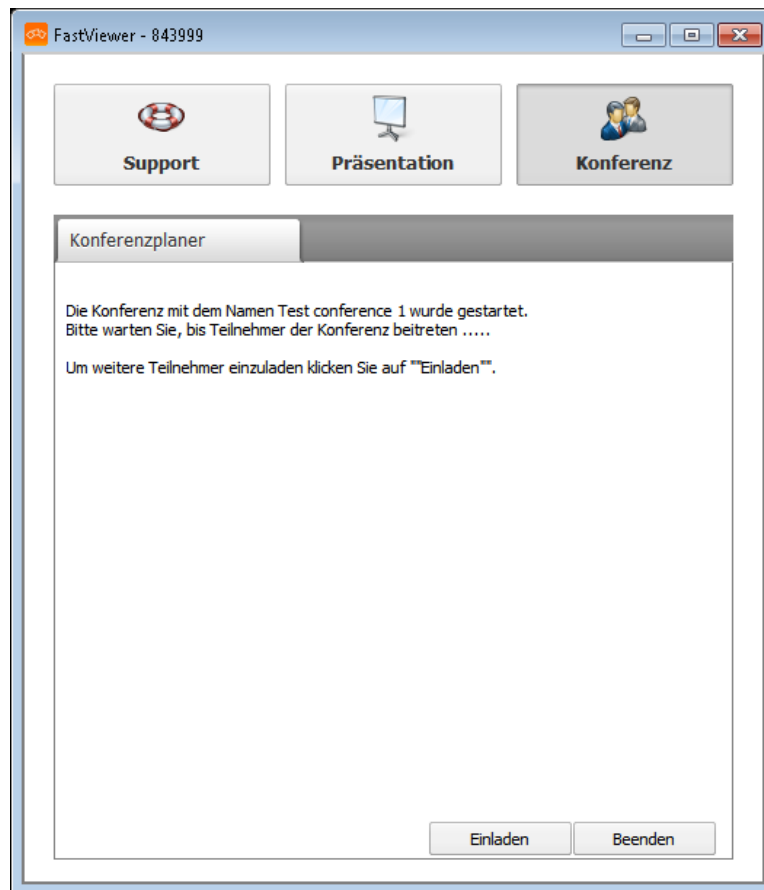 FastViewer - 843999
Support
Präsentation
Konferenz
Konferenzplaner
Die Konferenz mit dem Namen Test conference 1 wurde gestartet.
Bitte warten Sie, bis Teilnehmer der Konferenz beitreten .....
Um weitere Teilnehmer einzuladen klicken Sie auf ""Einladen"".
Einladen
Beenden